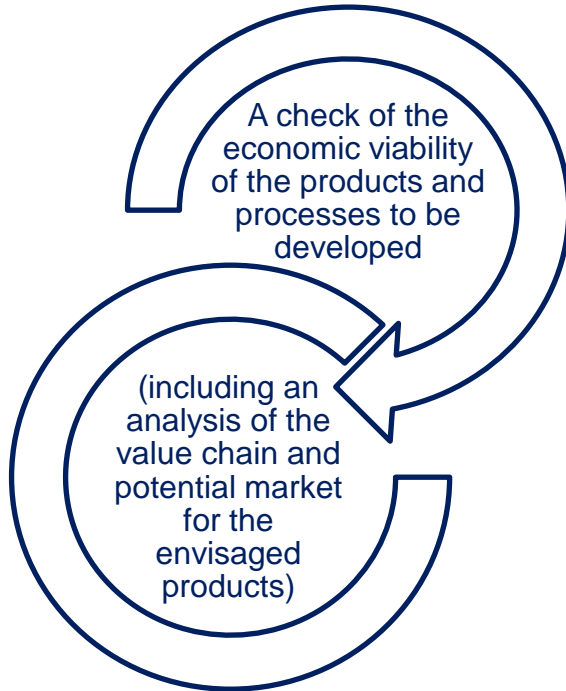 A check of the
economic viability
of the products and
processes to be
developed
(including an
analysis of the
value chain and
potential market
for the
envisaged
products)